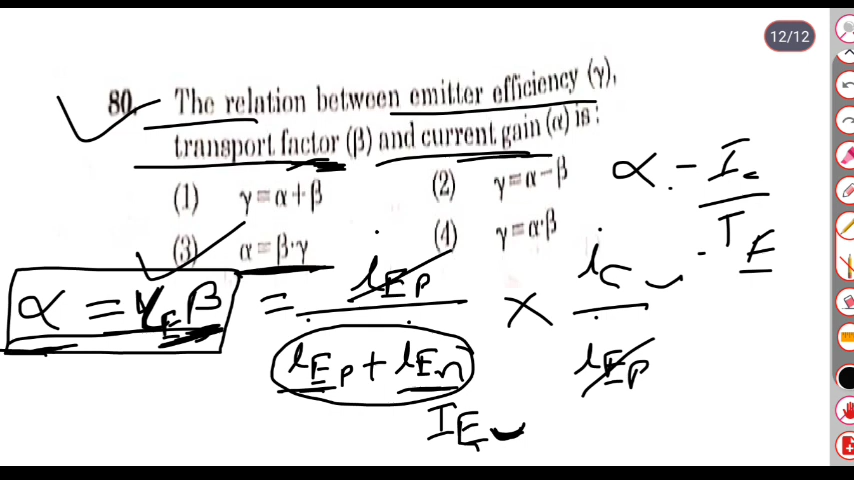 12/12
80. The relation between emitter efficiency (γ),
transport factor (β) and current gain (α) is:
(1) γ=α+β (2) γ=α−β
(3) α=β·γ (4) γ=α·β
α = I_c / I_E
α = γ_E β = i_Ep / (i_Ep + i_En) × i_C / i_Ep
I_E